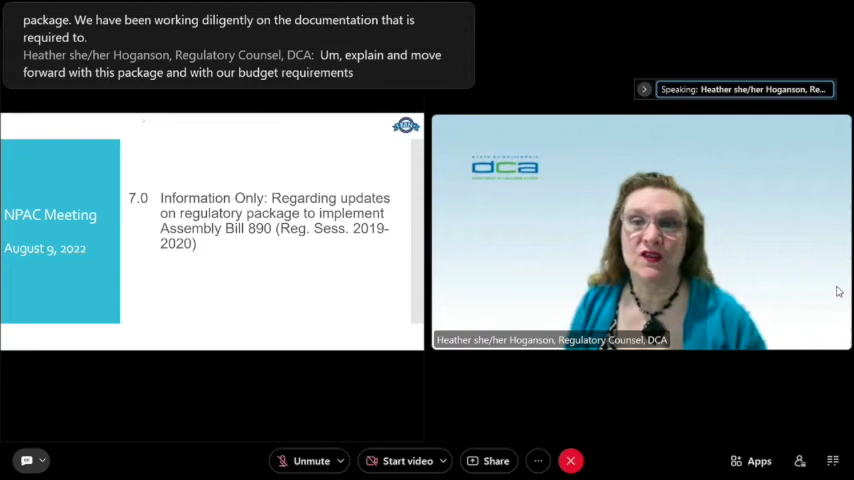 package. We have been working diligently on the documentation that is
required to.
Heather she/her Hoganson, Regulatory Counsel, DCA: Um, explain and move
forward with this package and with our budget requirements
Speaking: Heather she/her Hoganson, Re...
NPAC Meeting
August 9, 2022
7.0 Information Only: Regarding updates
on regulatory package to implement
Assembly Bill 890 (Reg. Sess. 2019-
2020)
dca
Heather she/her Hoganson, Regulatory Counsel, DCA
Unmute
Start video
Share
Apps